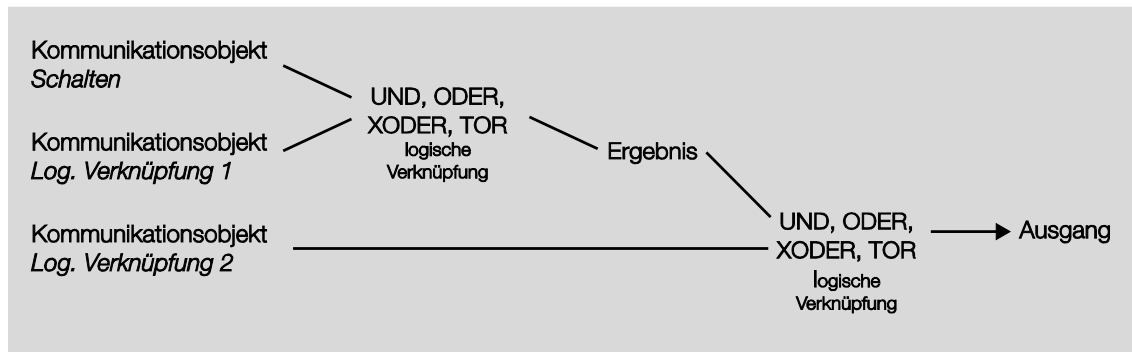 Kommunikationsobjekt
Schalten
Kommunikationsobjekt
Log. Verknüpfung 1
UND, ODER,
XODER, TOR
logische
Verknüpfung
Ergebnis
Kommunikationsobjekt
Log. Verknüpfung 2
UND, ODER,
XODER, TOR
logische
Verknüpfung
Ausgang